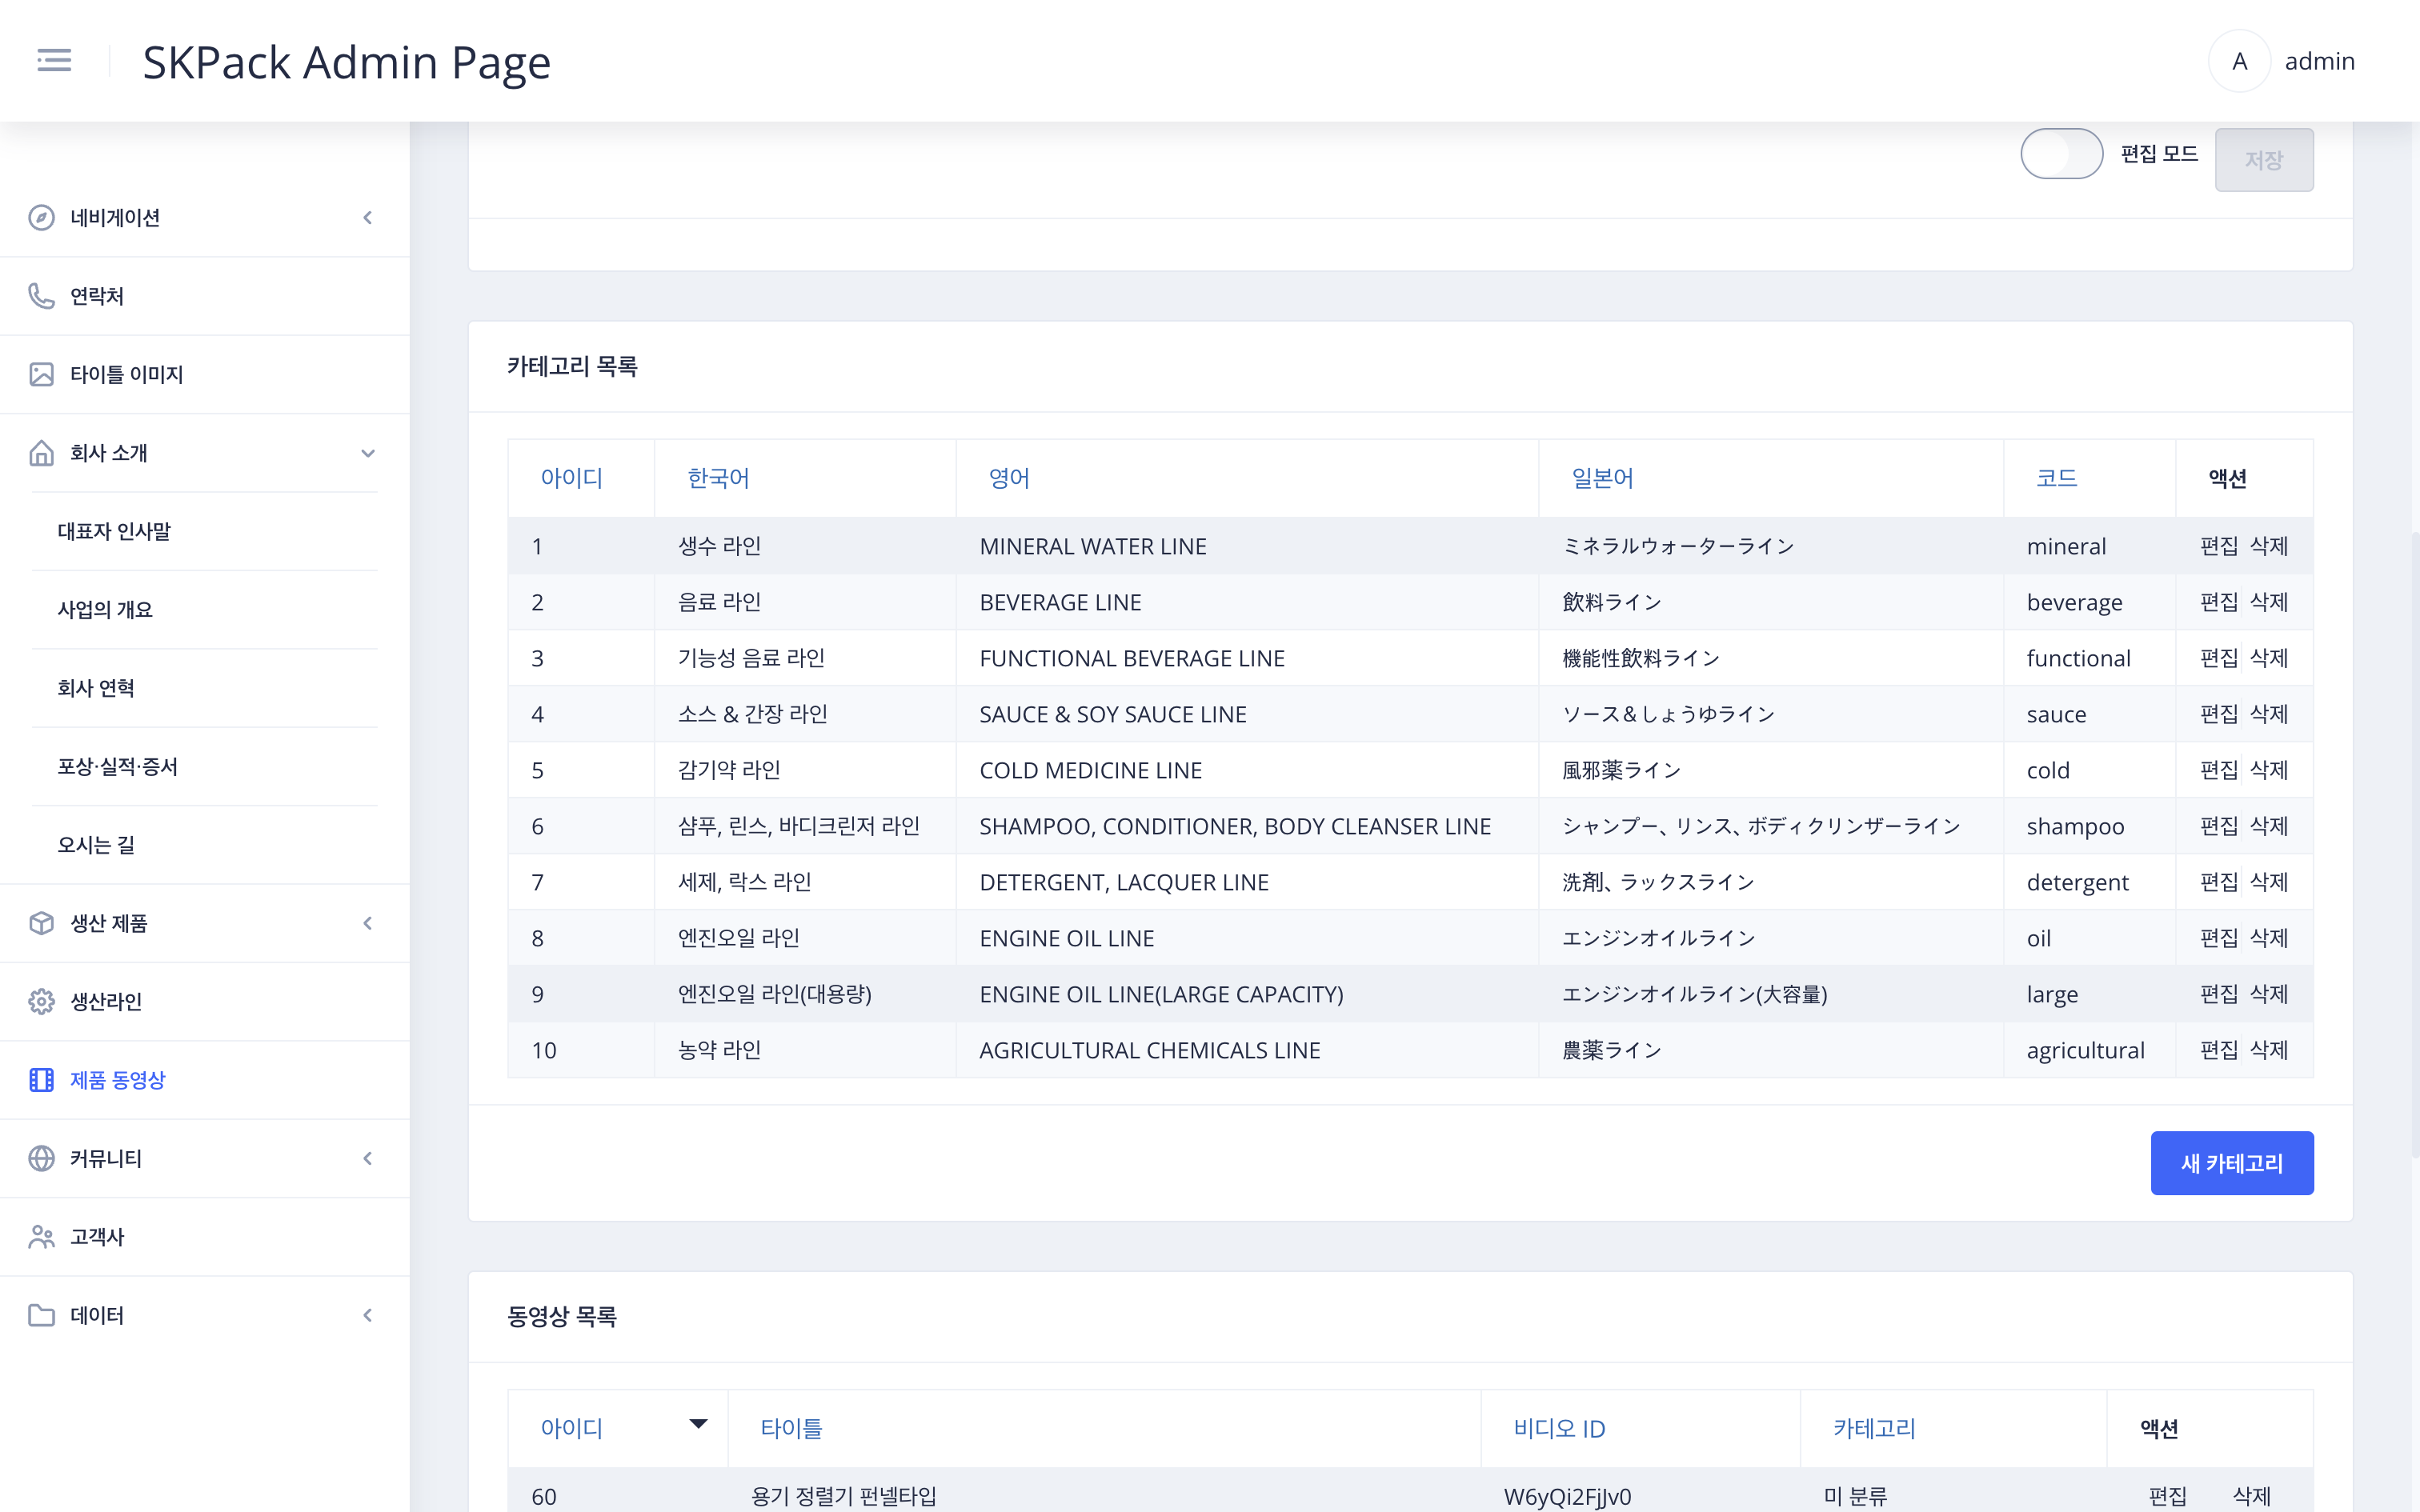 SKPack Admin Page
A admin
네비게이션
연락처
타이틀 이미지
회사 소개
대표자 인사말
사업의 개요
회사 연혁
포상·실적·증서
오시는 길
생산 제품
생산라인
제품 동영상
커뮤니티
고객사
데이터
편집 모드 저장
카테고리 목록
아이디 한국어 영어 일본어 코드 액션
1 생수 라인 MINERAL WATER LINE ミネラルウォーターライン mineral 편집 삭제
2 음료 라인 BEVERAGE LINE 飲料ライン beverage 편집 삭제
3 기능성 음료 라인 FUNCTIONAL BEVERAGE LINE 機能性飲料ライン functional 편집 삭제
4 소스 & 간장 라인 SAUCE & SOY SAUCE LINE ソース＆しょうゆライン sauce 편집 삭제
5 감기약 라인 COLD MEDICINE LINE 風邪薬ライン cold 편집 삭제
6 샴푸, 린스, 바디크린저 라인 SHAMPOO, CONDITIONER, BODY CLEANSER LINE シャンプー、リンス、ボディクリンザーライン shampoo 편집 삭제
7 세제, 락스 라인 DETERGENT, LACQUER LINE 洗剤、ラックスライン detergent 편집 삭제
8 엔진오일 라인 ENGINE OIL LINE エンジンオイルライン oil 편집 삭제
9 엔진오일 라인(대용량) ENGINE OIL LINE(LARGE CAPACITY) エンジンオイルライン(大容量) large 편집 삭제
10 농약 라인 AGRICULTURAL CHEMICALS LINE 農薬ライン agricultural 편집 삭제
새 카테고리
동영상 목록
아이디 타이틀 비디오 ID 카테고리 액션
60 용기 정렬기 펀넬타입 W6yQi2FjJv0 미 분류 편집 삭제